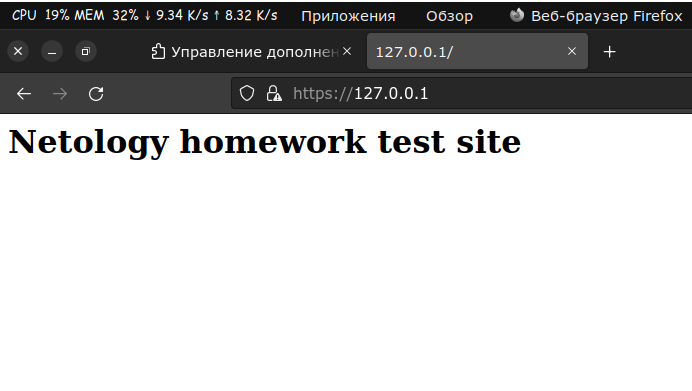 CPU 19% MEM 32% ↓ 9.34 K/s ↑ 8.32 K/s Приложения Обзор Веб-браузер Firefox
Управление дополнен 127.0.0.1/
https://127.0.0.1
Netology homework test site